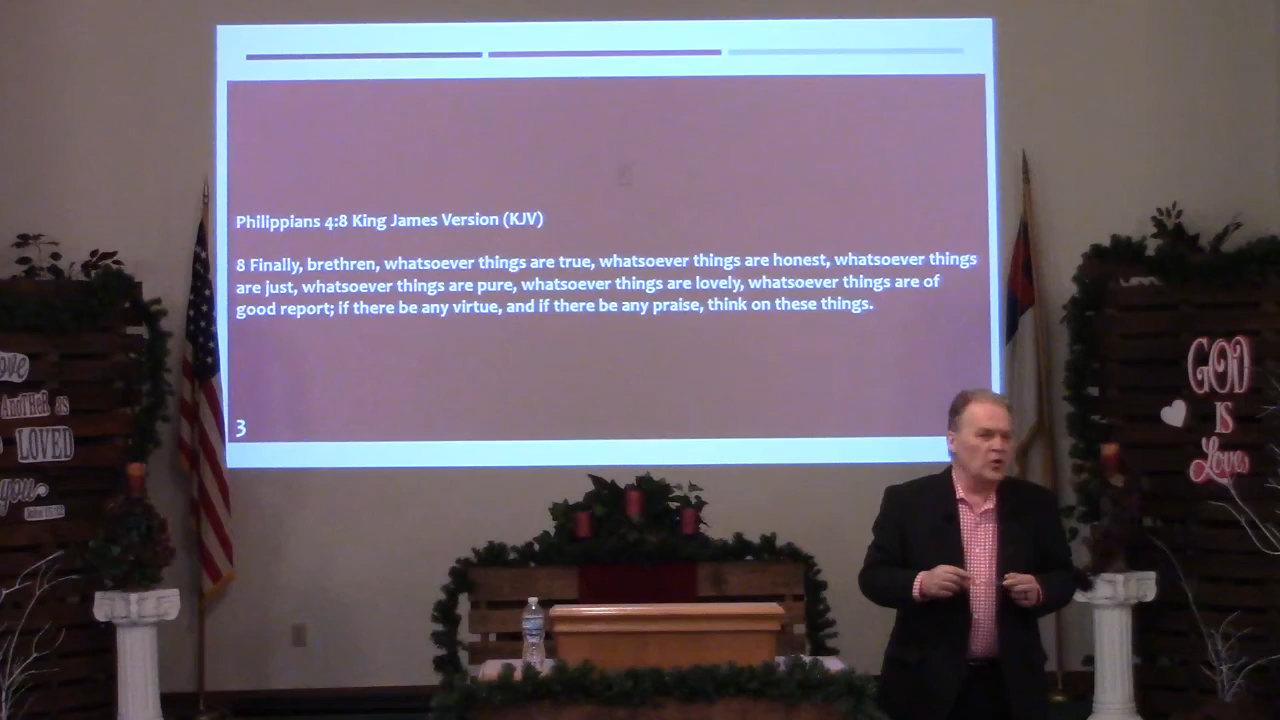 Philippians 4:8 King James Version (KJV)
8 Finally, brethren, whatsoever things are true, whatsoever things are honest, whatsoever things
are just, whatsoever things are pure, whatsoever things are lovely, whatsoever things are of
good report; if there be any virtue, and if there be any praise, think on these things.
3
AnoTHeR as
LOVED
you
GOD
IS
Love